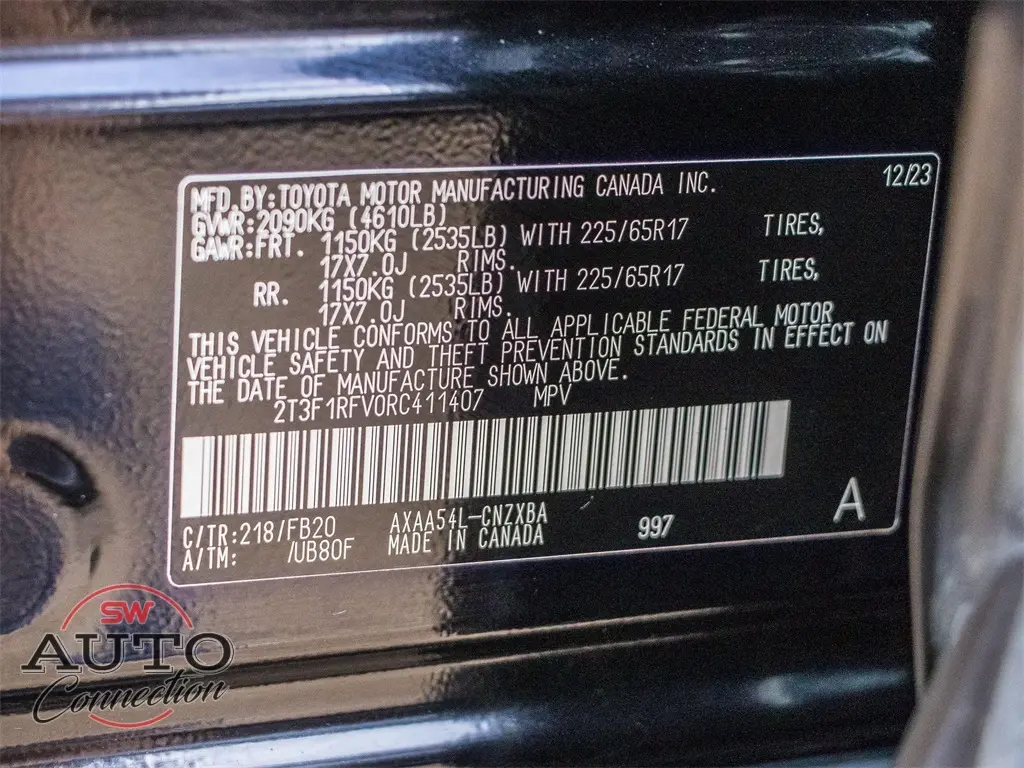 12/23
MFD.BY:TOYOTA MOTOR MANUFACTURING CANADA INC.
GVWR:2090KG (4610LB)
GAWR:FRT. 1150KG (2535LB) WITH 225/65R17 TIRES,
17X7.0J RIMS.
RR. 1150KG (2535LB) WITH 225/65R17 TIRES,
17X7.0J RIMS.
THIS VEHICLE CONFORMS TO ALL APPLICABLE FEDERAL MOTOR
VEHICLE SAFETY AND THEFT PREVENTION STANDARDS IN EFFECT ON
THE DATE OF MANUFACTURE SHOWN ABOVE.
2T3F1RFV0RC411407 MPV
C/TR:218/FB20 AXAA54L-CNZXBA 997 A
A/TM: /UB80F MADE IN CANADA
SW
AUTO
Connection